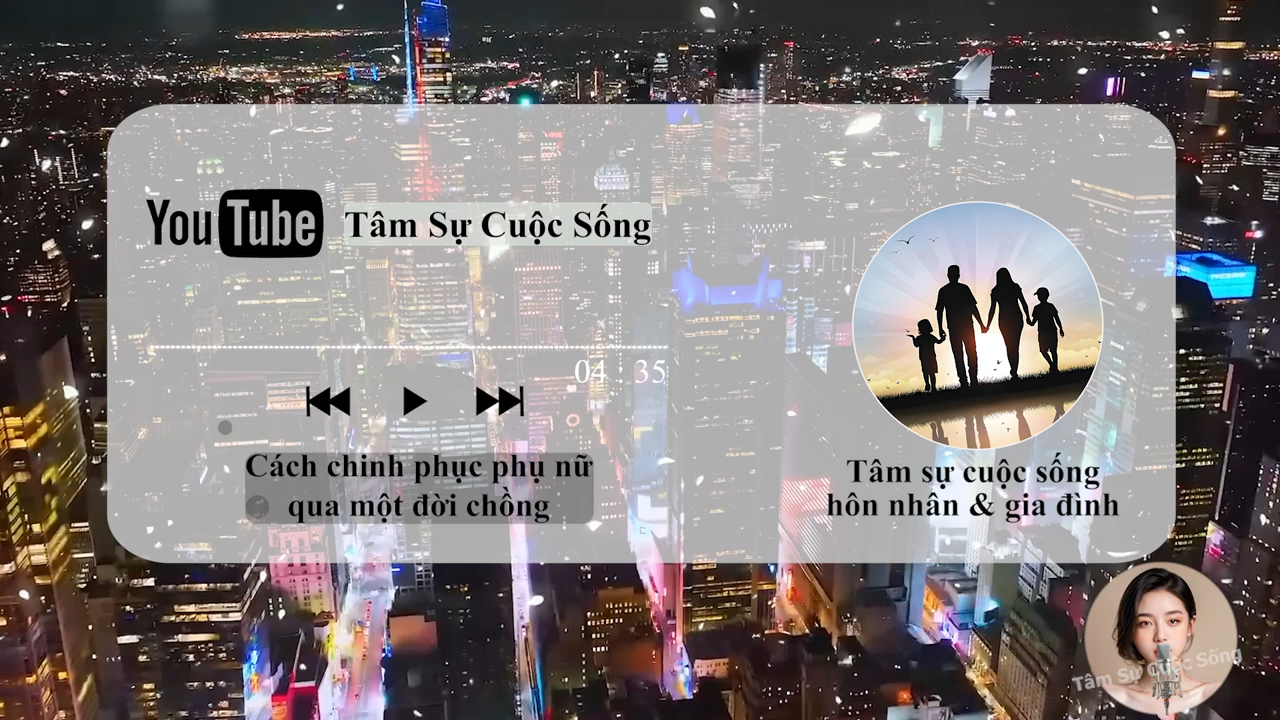 YouTube
Tâm Sự Cuộc Sống
04 : 35
Cách chinh phục phụ nữ
qua một đời chồng
Tâm sự cuộc sống
hôn nhân & gia đình
Tâm Sự Cuộc Sống